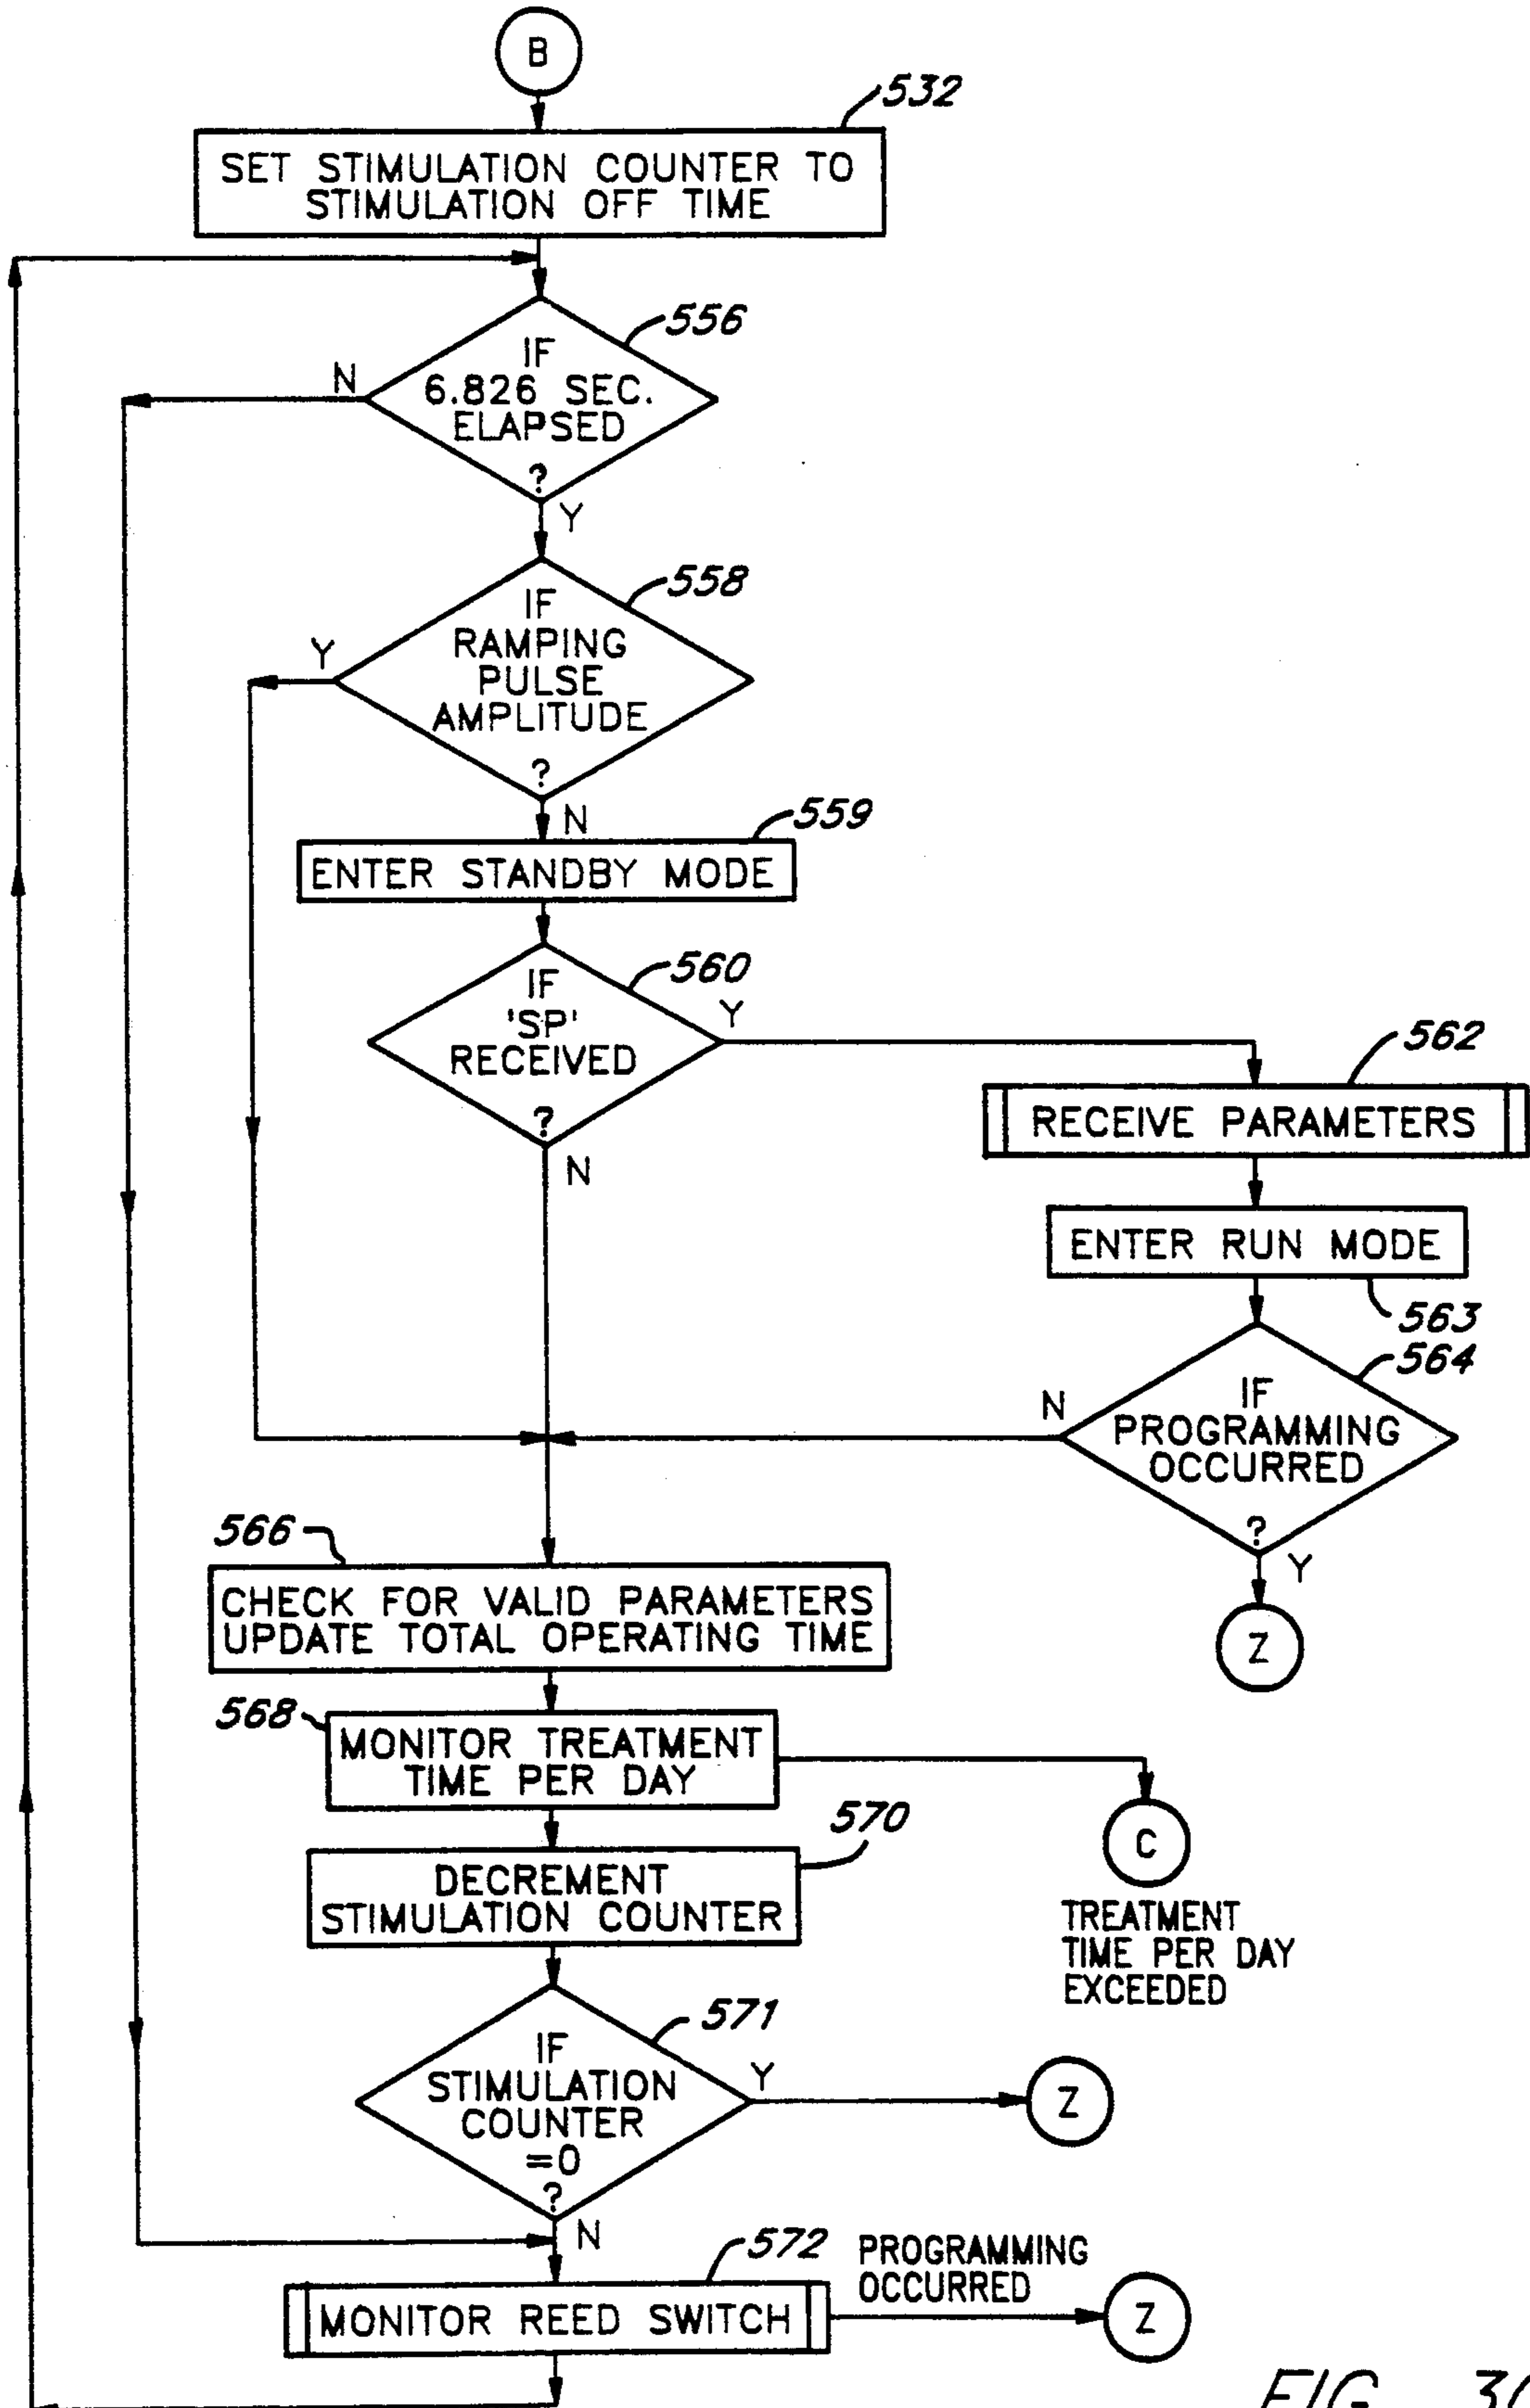 B
532
SET STIMULATION COUNTER TO
STIMULATION OFF TIME
556
IF
6.826 SEC.
ELAPSED
?
N
Y
558
IF
RAMPING
PULSE
AMPLITUDE
?
Y
N
559
ENTER STANDBY MODE
560
IF
'SP'
RECEIVED
?
Y
N
562
RECEIVE PARAMETERS
ENTER RUN MODE
563
564
IF
PROGRAMMING
OCCURRED
?
N
Y
Z
566
CHECK FOR VALID PARAMETERS
UPDATE TOTAL OPERATING TIME
568
MONITOR TREATMENT
TIME PER DAY
C
TREATMENT
TIME PER DAY
EXCEEDED
570
DECREMENT
STIMULATION COUNTER
571
IF
STIMULATION
COUNTER
=0
?
Y
Z
N
572
MONITOR REED SWITCH
PROGRAMMING
OCCURRED
Z
FIG.